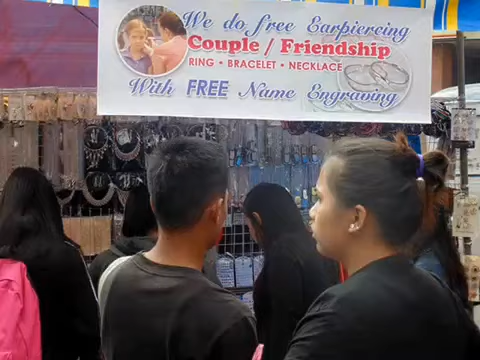 We do free Earpiercing
Couple / Friendship
RING • BRACELET • NECKLACE
With FREE Name Engraving